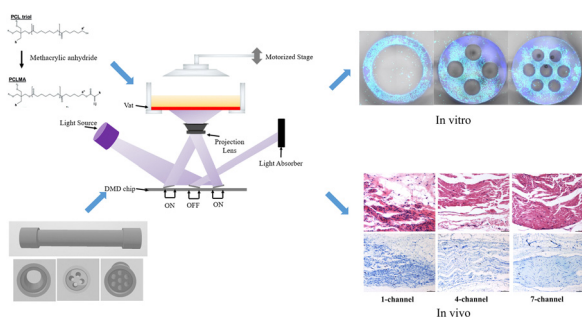 PCL triol
Methacrylic anhydride
PCLMA
Motorized Stage
Vat
Light Source
Projection
Lens
Light Absorber
DMD chip
ON
OFF
ON
In vitro
1-channel
4-channel
7-channel
In vivo